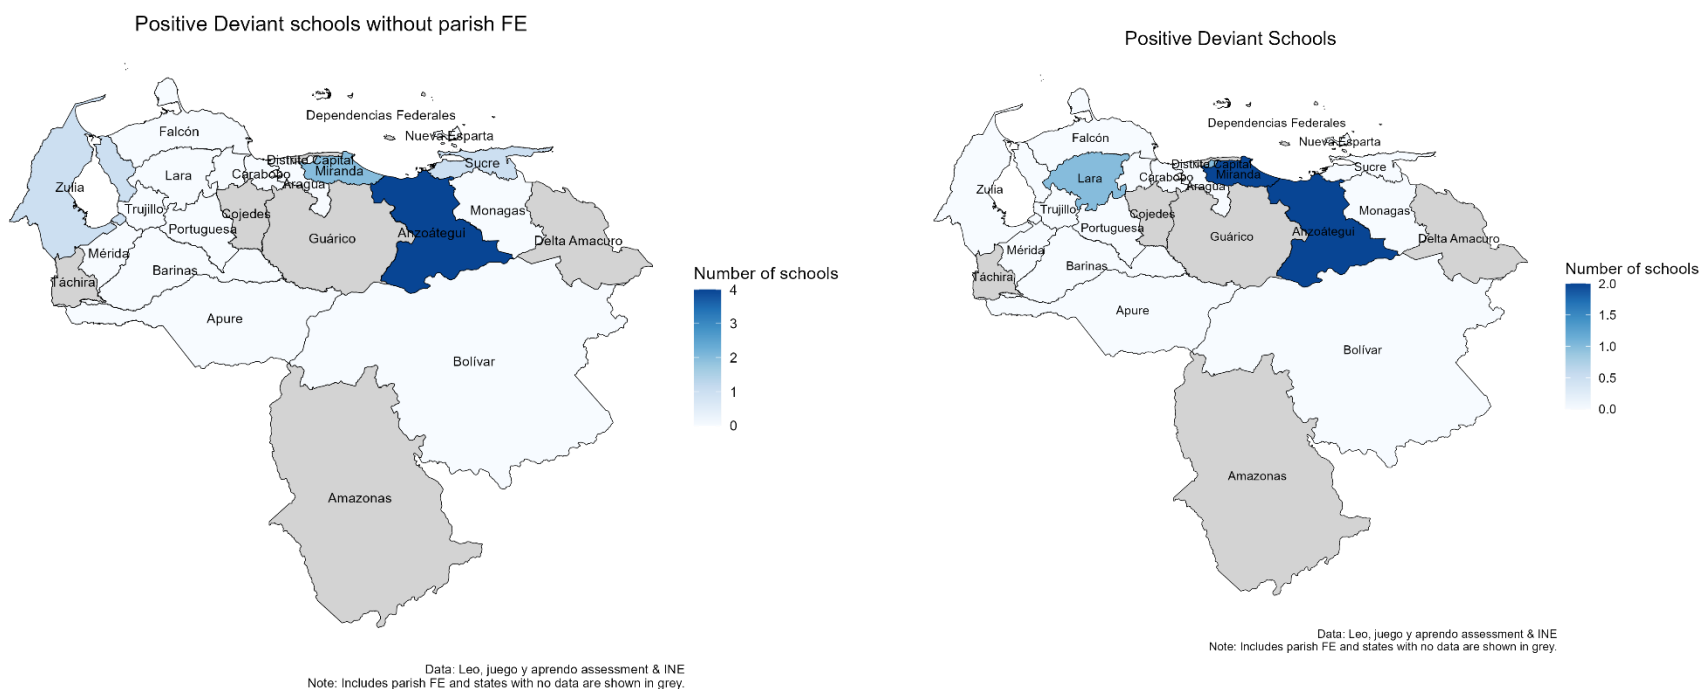 Positive Deviant schools without parish FE
Dependencias Federales
Nueva Esparta
Falcón
Distrito Capital
Sucre
Miranda
Lara
Carabobo
Aragua
Zulia
Trujillo
Cojedes
Monagas
Portuguesa
Anzoátegui
Guárico
Delta Amacuro
Mérida
Barinas
Táchira
Apure
Bolívar
Amazonas
Number of schools
4
3
2
1
0
Data: Leo, juego y aprendo assessment & INE
Note: Includes parish FE and states with no data are shown in grey.
Positive Deviant Schools
Dependencias Federales
Falcón
Nueva Esparta
Distrito Capital
Sucre
Miranda
Lara
Carabobo
Aragua
Zulia
Trujillo
Cojedes
Monagas
Portuguesa
Anzoátegui
Guárico
Delta Amacuro
Mérida
Barinas
Táchira
Apure
Bolívar
Amazonas
Number of schools
2.0
1.5
1.0
0.5
0.0
Data: Leo, juego y aprendo assessment & INE
Note: Includes parish FE and states with no data are shown in grey.